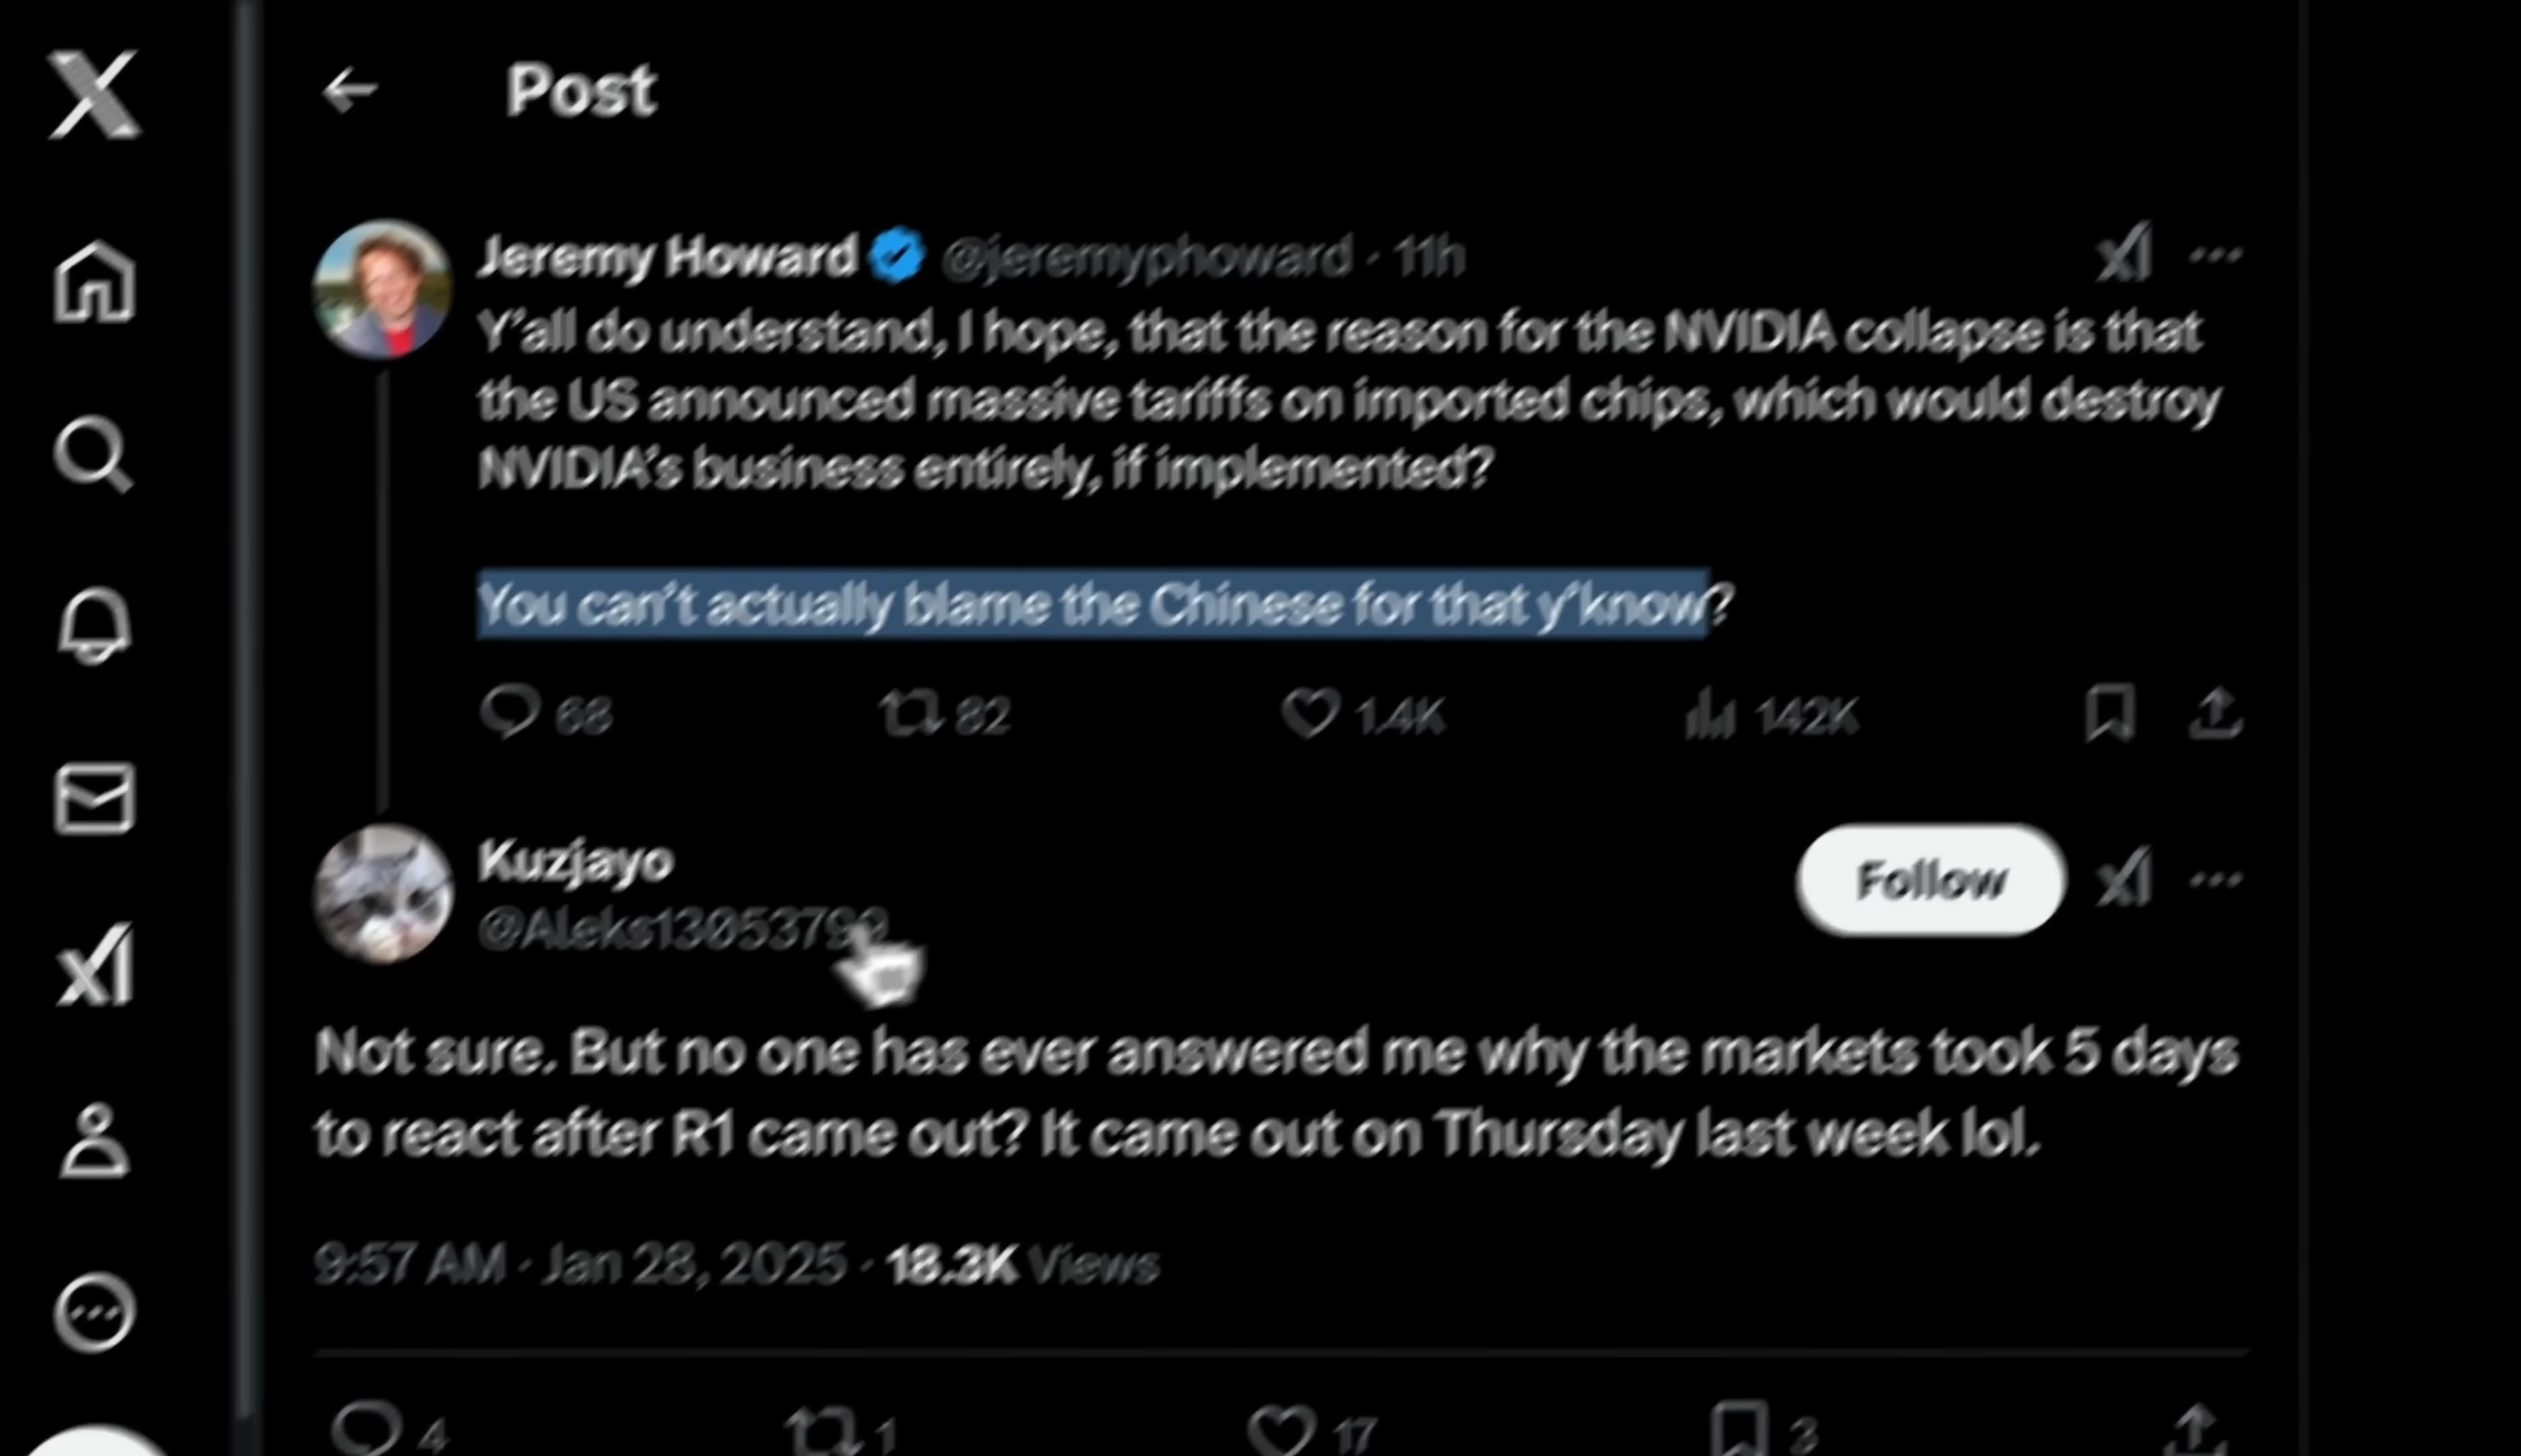 Post
Jeremy Howard @jeremyphoward · 11h
Y'all do understand, I hope, that the reason for the NVIDIA collapse is that
the US announced massive tariffs on imported chips, which would destroy
NVIDIA's business entirely, if implemented?
You can't actually blame the Chinese for that y'know?
68 82 1.4K 142K
Kuzjayo
Follow
@Aleks13053799
Not sure. But no one has ever answered me why the markets took 5 days
to react after R1 came out? It came out on Thursday last week lol.
9:57 AM · Jan 28, 2025 · 18.3K Views
4 1 17 3